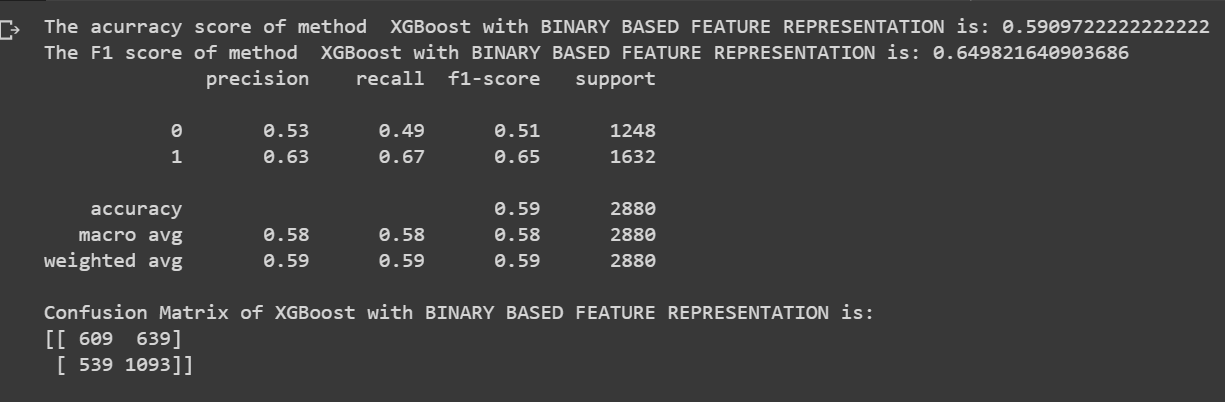 The acurracy score of method  XGBoost with BINARY BASED FEATURE REPRESENTATION is: 0.5909722222222222
The F1 score of method  XGBoost with BINARY BASED FEATURE REPRESENTATION is: 0.649821640903686
              precision    recall  f1-score   support

           0       0.53      0.49      0.51      1248
           1       0.63      0.67      0.65      1632

    accuracy                           0.59      2880
   macro avg       0.58      0.58      0.58      2880
weighted avg       0.59      0.59      0.59      2880

Confusion Matrix of XGBoost with BINARY BASED FEATURE REPRESENTATION is:
[[ 609  639]
 [ 539 1093]]